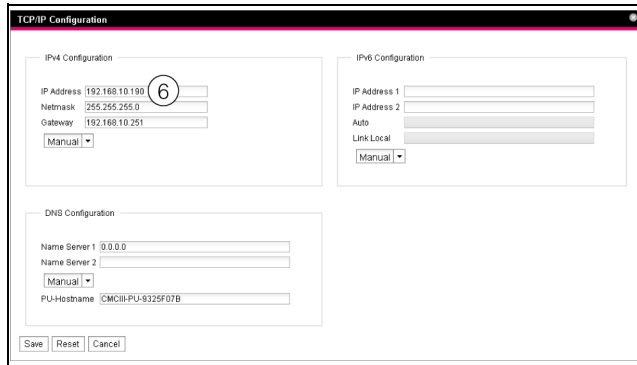 TCP/IP Configuration
IPv4 Configuration
IP Address 192.168.10.190
6
Netmask 255.255.255.0
Gateway 192.168.10.251
Manual
IPv6 Configuration
IP Address 1
IP Address 2
Auto
Link Local
Manual
DNS Configuration
Name Server 1 0.0.0.0
Name Server 2
Manual
PU-Hostname CMCIII-PU-9325F07B
Save Reset Cancel